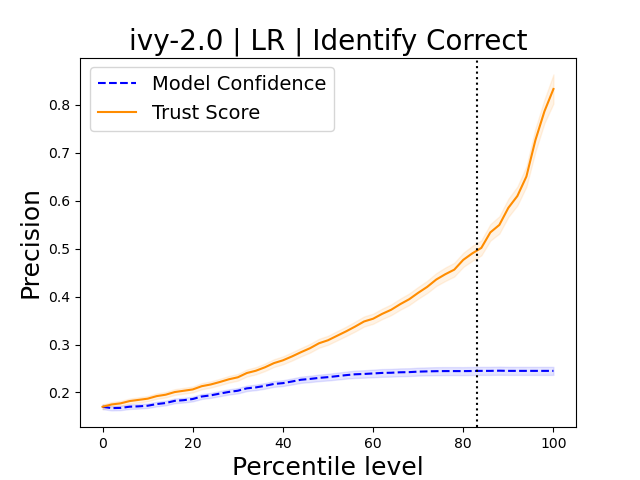 ivy-2.0 | LR | Identify Correct
Model Confidence
Trust Score
Precision
0.8
0.7
0.6
0.5
0.4
0.3
0.2
0 20 40 60 80 100
Percentile level